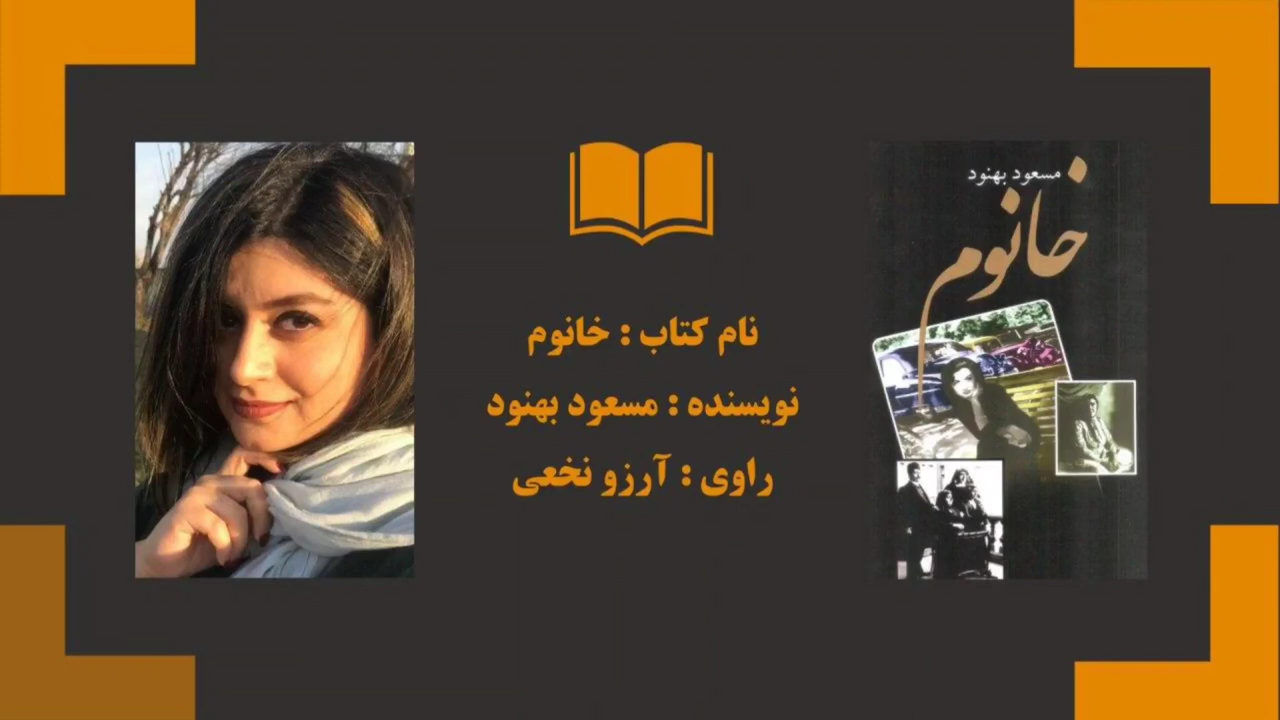 مسعود بهنود
خانوم
نام کتاب : خانوم
نویسنده : مسعود بهنود
راوی : آرزو نخعی